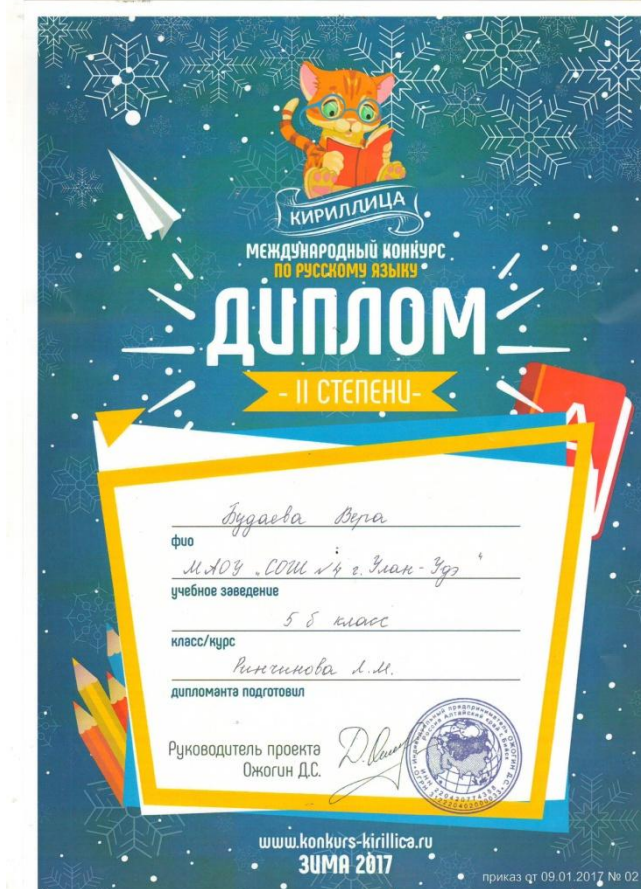 КИРИЛЛИЦА
МЕЖДУНАРОДНЫЙ КОНКУРС
ПО РУССКОМУ ЯЗЫКУ
ДИПЛОМ
- II СТЕПЕНИ-
Будаева Вера
фио
МАОУ „СОШ №4 г. Улан-Удэ“
учебное заведение
5 б класс
класс/курс
Ринчинова Л.М.
дипломанта подготовил
Руководитель проекта
Ожогин Д.С.
www.konkurs-kirillica.ru
ЗИМА 2017
приказ от 09.01.2017 № 02